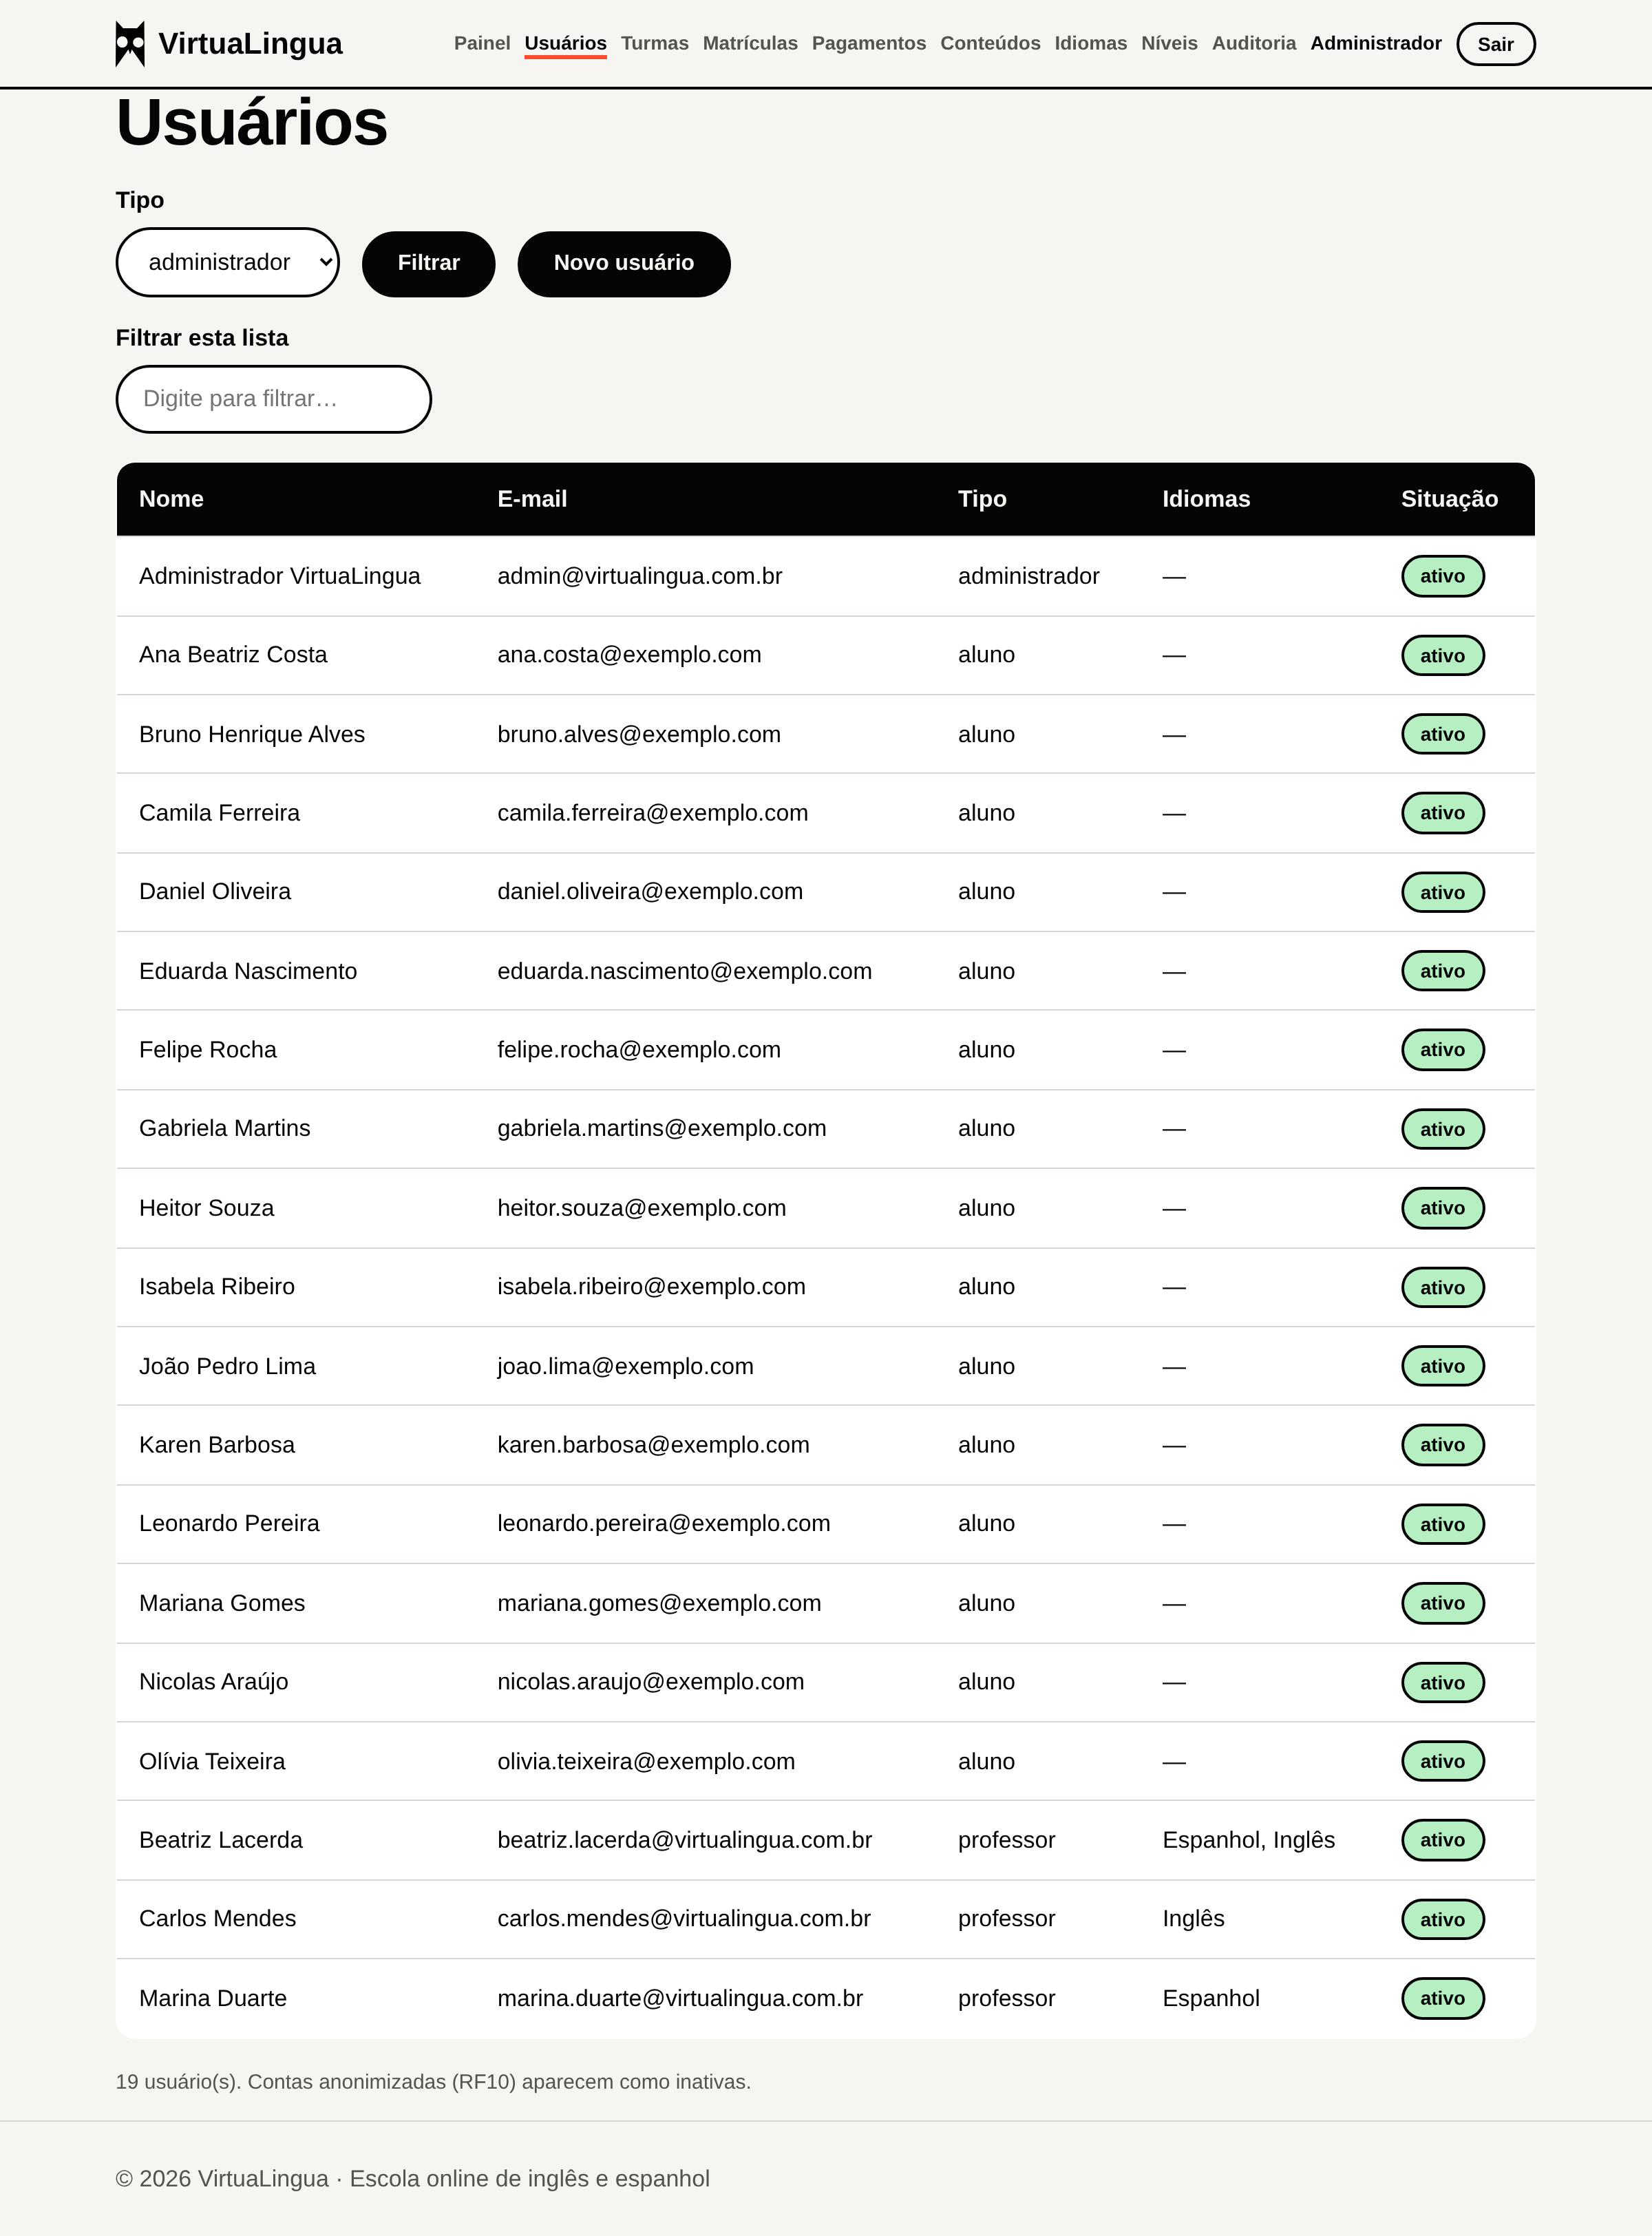 VirtuaLingua Painel Usuários Turmas Matrículas Pagamentos Conteúdos Idiomas Níveis Auditoria Administrador Sair
Usuários
Tipo
administrador Filtrar Novo usuário
Filtrar esta lista
Digite para filtrar…
Nome E-mail Tipo Idiomas Situação
Administrador VirtuaLingua admin@virtualingua.com.br administrador — ativo
Ana Beatriz Costa ana.costa@exemplo.com aluno — ativo
Bruno Henrique Alves bruno.alves@exemplo.com aluno — ativo
Camila Ferreira camila.ferreira@exemplo.com aluno — ativo
Daniel Oliveira daniel.oliveira@exemplo.com aluno — ativo
Eduarda Nascimento eduarda.nascimento@exemplo.com aluno — ativo
Felipe Rocha felipe.rocha@exemplo.com aluno — ativo
Gabriela Martins gabriela.martins@exemplo.com aluno — ativo
Heitor Souza heitor.souza@exemplo.com aluno — ativo
Isabela Ribeiro isabela.ribeiro@exemplo.com aluno — ativo
João Pedro Lima joao.lima@exemplo.com aluno — ativo
Karen Barbosa karen.barbosa@exemplo.com aluno — ativo
Leonardo Pereira leonardo.pereira@exemplo.com aluno — ativo
Mariana Gomes mariana.gomes@exemplo.com aluno — ativo
Nicolas Araújo nicolas.araujo@exemplo.com aluno — ativo
Olívia Teixeira olivia.teixeira@exemplo.com aluno — ativo
Beatriz Lacerda beatriz.lacerda@virtualingua.com.br professor Espanhol, Inglês ativo
Carlos Mendes carlos.mendes@virtualingua.com.br professor Inglês ativo
Marina Duarte marina.duarte@virtualingua.com.br professor Espanhol ativo
19 usuário(s). Contas anonimizadas (RF10) aparecem como inativas.
© 2026 VirtuaLingua · Escola online de inglês e espanhol